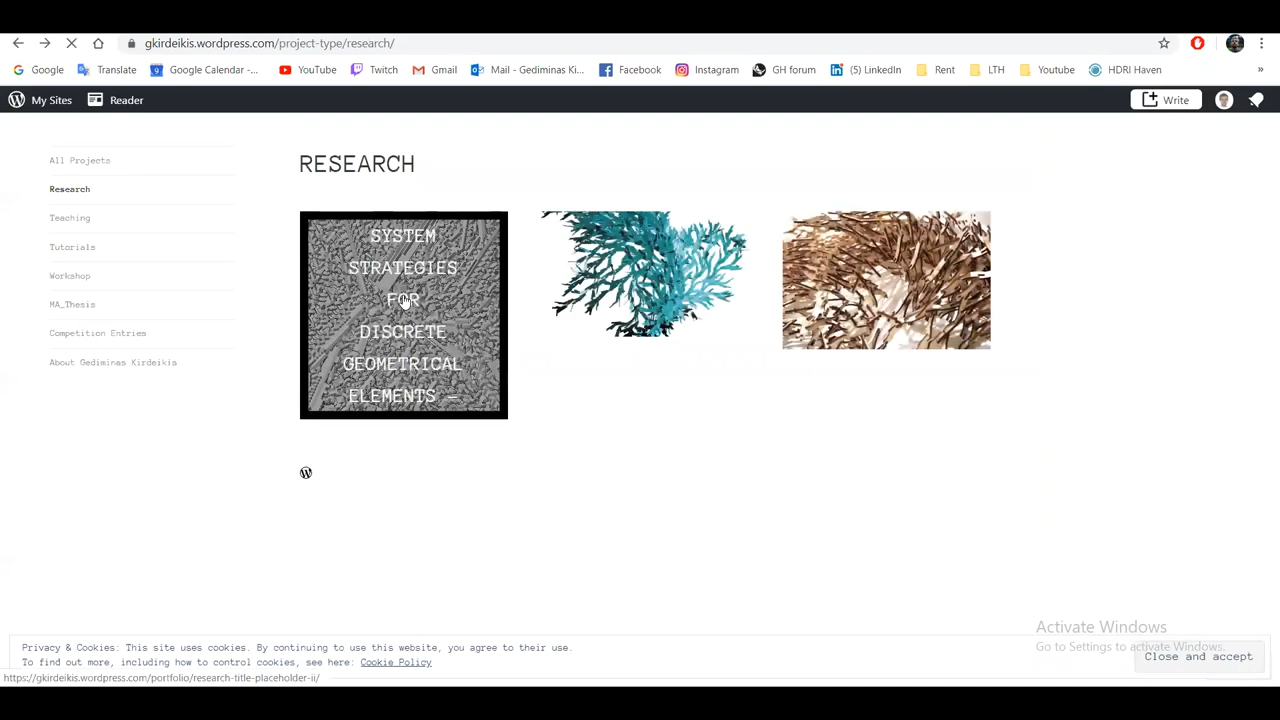 gkirdeikis.wordpress.com/project-type/research/
Google Translate Google Calendar -... YouTube Twitch Gmail Mail - Gediminas Ki... Facebook Instagram GH forum (5) LinkedIn Rent LTH Youtube HDRI Haven »
My Sites Reader Write
All Projects
Research
Teaching
Tutorials
Workshop
MA_Thesis
Competition Entries
About Gediminas Kirdeikis
RESEARCH
SYSTEM
STRATEGIES
FOR
DISCRETE
GEOMETRICAL
ELEMENTS –
Privacy & Cookies: This site uses cookies. By continuing to use this website, you agree to their use.
To find out more, including how to control cookies, see here: Cookie Policy
Close and accept
Activate Windows
Go to Settings to activate Windows.
https://gkirdeikis.wordpress.com/portfolio/research-title-placeholder-ii/